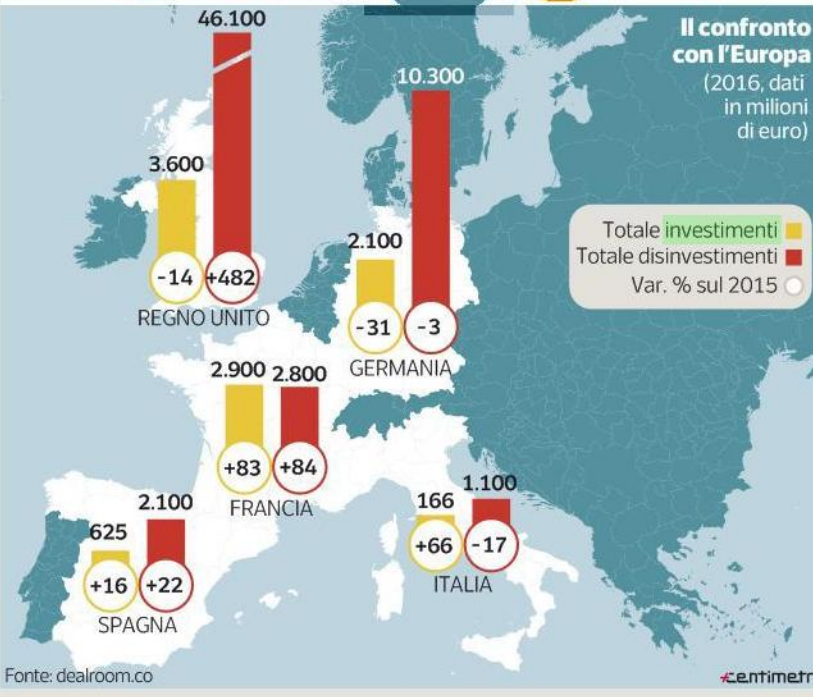 Il confronto
con l'Europa
(2016, dati
in milioni
di euro)
Totale investimenti
Totale disinvestimenti
Var. % sul 2015
46.100
3.600
-14
+482
REGNO UNITO
10.300
2.100
-31
-3
GERMANIA
2.900
2.800
+83
+84
FRANCIA
625
2.100
+16
+22
SPAGNA
166
1.100
+66
-17
ITALIA
Fonte: dealroom.co
centimetr